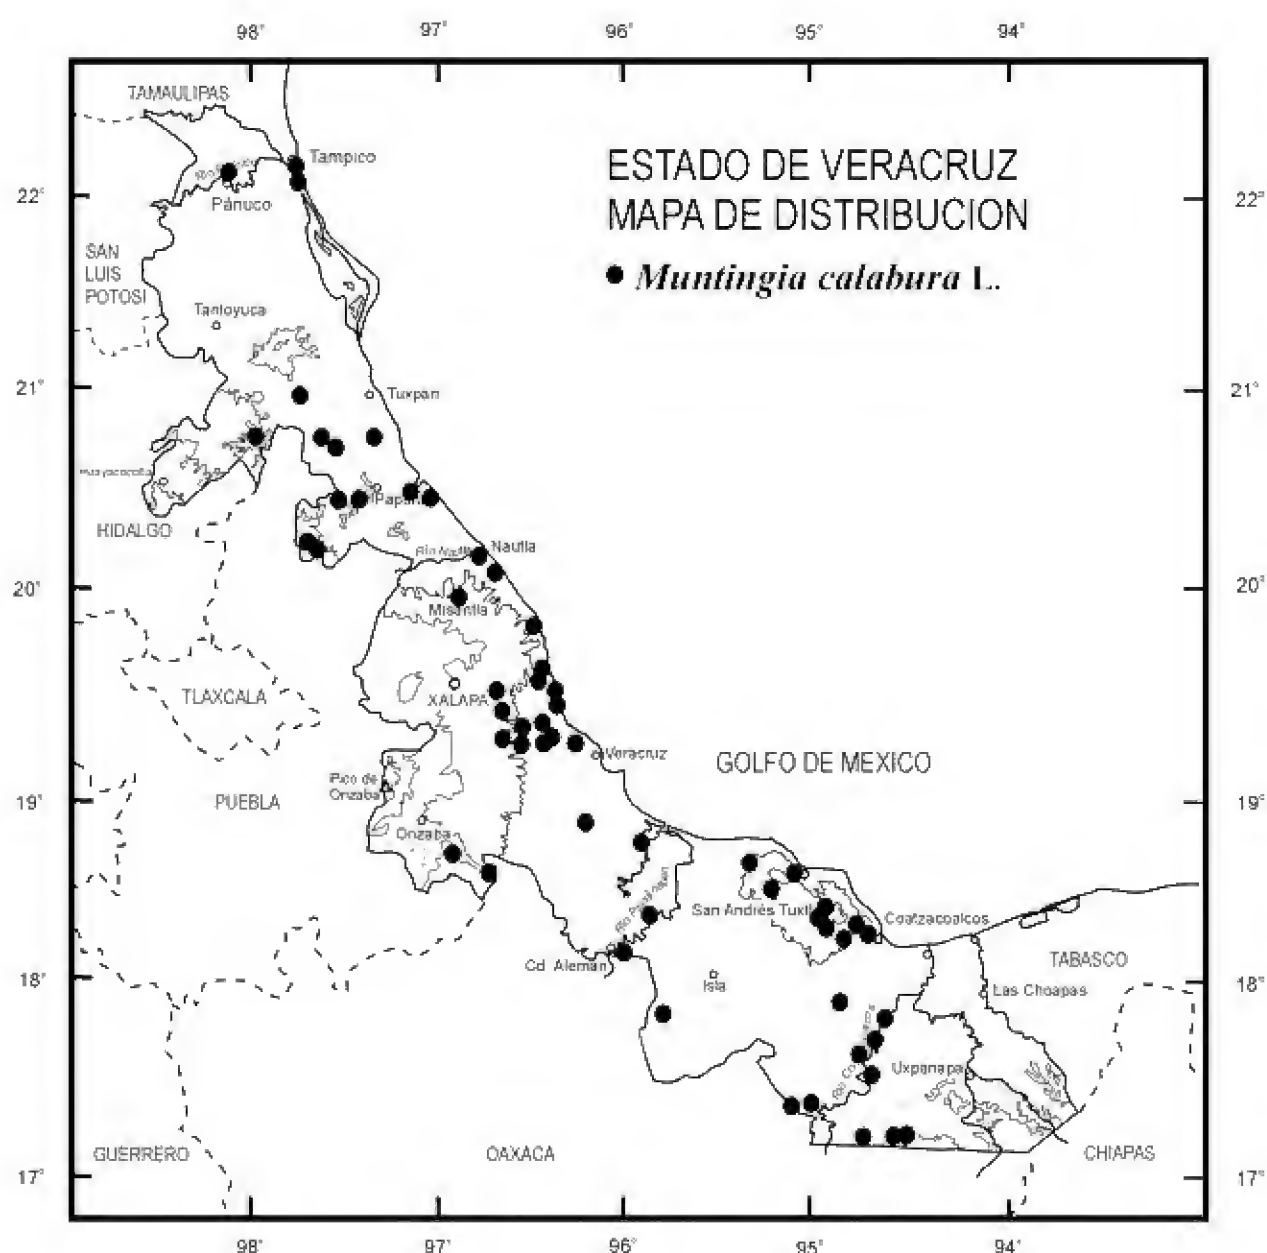 98° 97° 96° 95° 94°
TAMAULIPAS
Tampico
ESTADO DE VERACRUZ
MAPA DE DISTRIBUCION
22° 22°
Pánuco
SAN
LUIS
POTOSI
Muntingia calabura L.
Tantoyuca
21° 21°
Tuxpan
Papan
HIDALGO
Nautla
20° 20°
Misantla
TLAXCALA
XALAPA
Veracruz
GOLFO DE MEXICO
Pico de
Orizaba
19° 19°
PUEBLA
Orizaba
San Andrés Tuxtl
Coatzacoalcos
Cd. Alemán
TABASCO
18° 18°
Isla
Las Choapas
Uxpanapa
GUERRERO
OAXACA
CHIAPAS
17° 17°
98° 97° 96° 95° 94°